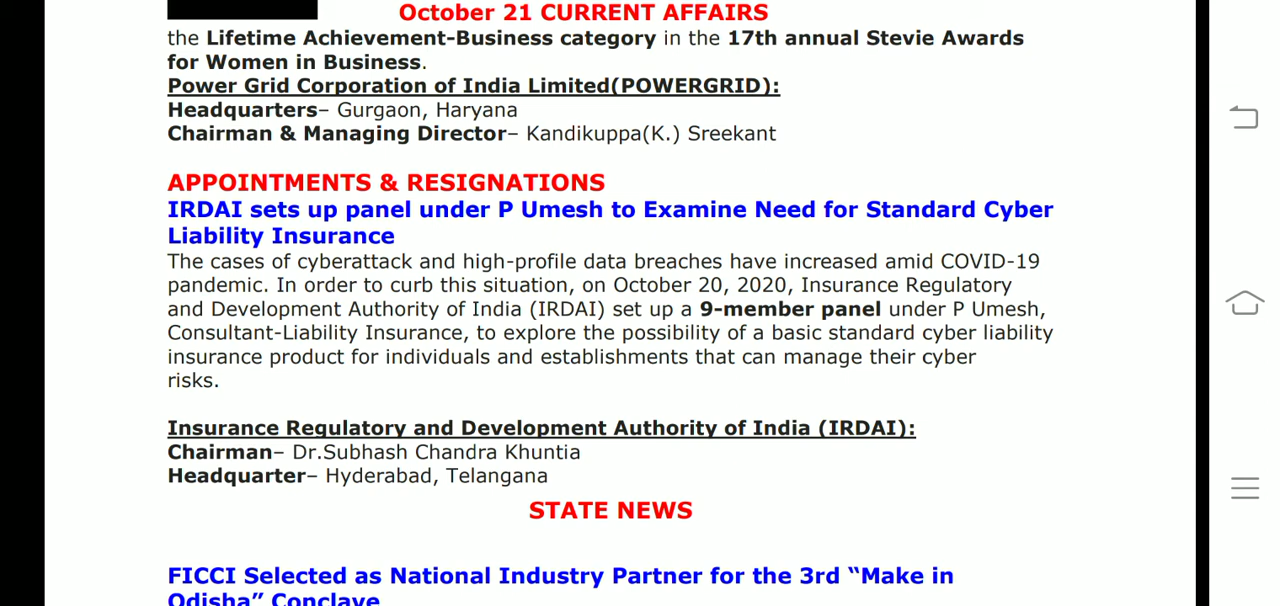 October 21 CURRENT AFFAIRS
the Lifetime Achievement-Business category in the 17th annual Stevie Awards
for Women in Business.
Power Grid Corporation of India Limited(POWERGRID):
Headquarters– Gurgaon, Haryana
Chairman & Managing Director– Kandikuppa(K.) Sreekant
APPOINTMENTS & RESIGNATIONS
IRDAI sets up panel under P Umesh to Examine Need for Standard Cyber
Liability Insurance
The cases of cyberattack and high-profile data breaches have increased amid COVID-19
pandemic. In order to curb this situation, on October 20, 2020, Insurance Regulatory
and Development Authority of India (IRDAI) set up a 9-member panel under P Umesh,
Consultant-Liability Insurance, to explore the possibility of a basic standard cyber liability
insurance product for individuals and establishments that can manage their cyber
risks.
Insurance Regulatory and Development Authority of India (IRDAI):
Chairman– Dr.Subhash Chandra Khuntia
Headquarter– Hyderabad, Telangana
STATE NEWS
FICCI Selected as National Industry Partner for the 3rd “Make in
Odisha” Conclave